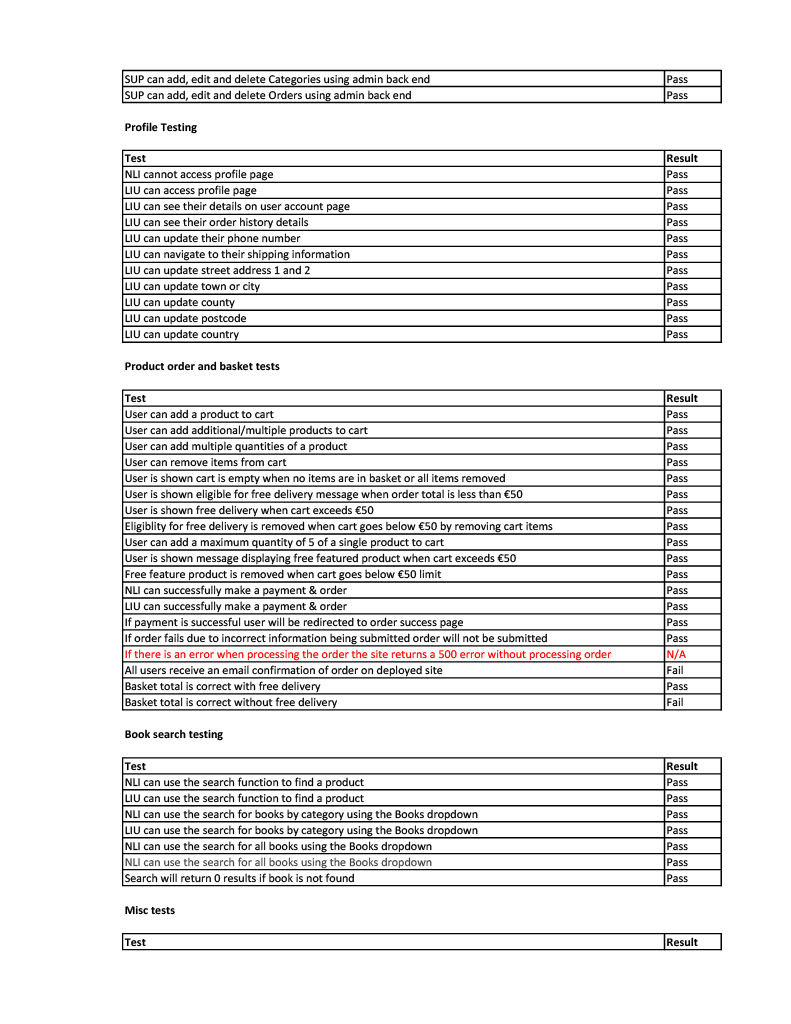 SUP can add, edit and delete Categories using admin back end Pass
SUP can add, edit and delete Orders using admin back end Pass
Profile Testing
Test Result
NLI cannot access profile page Pass
LIU can access profile page Pass
LIU can see their details on user account page Pass
LIU can see their order history details Pass
LIU can update their phone number Pass
LIU can navigate to their shipping information Pass
LIU can update street address 1 and 2 Pass
LIU can update town or city Pass
LIU can update county Pass
LIU can update postcode Pass
LIU can update country Pass
Product order and basket tests
Test Result
User can add a product to cart Pass
User can add additional/multiple products to cart Pass
User can add multiple quantities of a product Pass
User can remove items from cart Pass
User is shown cart is empty when no items are in basket or all items removed Pass
User is shown eligible for free delivery message when order total is less than €50 Pass
User is shown free delivery when cart exceeds €50 Pass
Eligiblity for free delivery is removed when cart goes below €50 by removing cart items Pass
User can add a maximum quantity of 5 of a single product to cart Pass
User is shown message displaying free featured product when cart exceeds €50 Pass
Free feature product is removed when cart goes below €50 limit Pass
NLI can successfully make a payment & order Pass
LIU can successfully make a payment & order Pass
If payment is successful user will be redirected to order success page Pass
If order fails due to incorrect information being submitted order will not be submitted Pass
If there is an error when processing the order the site returns a 500 error without processing order N/A
All users receive an email confirmation of order on deployed site Fail
Basket total is correct with free delivery Pass
Basket total is correct without free delivery Fail
Book search testing
Test Result
NLI can use the search function to find a product Pass
LIU can use the search function to find a product Pass
NLI can use the search for books by category using the Books dropdown Pass
LIU can use the search for books by category using the Books dropdown Pass
NLI can use the search for all books using the Books dropdown Pass
NLI can use the search for all books using the Books dropdown Pass
Search will return 0 results if book is not found Pass
Misc tests
Test Result